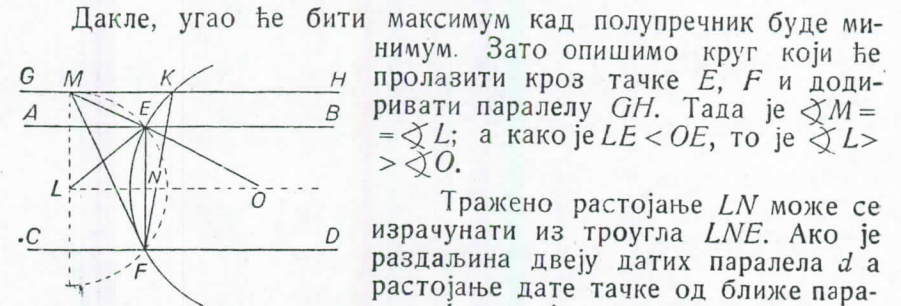 Дакле, угао ће бити максимум кад полупречник буде ми-
нимум. Зато опишимо круг који ће
пролазити кроз тачке E, F и доди-
ривати паралелу GH. Тада је ∢M=
=∢L; а како је LE < OE, то је ∢L>
>∢O.
G M K H
A E B
L N O
C D
F
Тражено растојање LN може се
израчунати из троугла LNE. Ако је
раздаљина двеју датих паралела d а
растојање дате тачке од ближе пара-